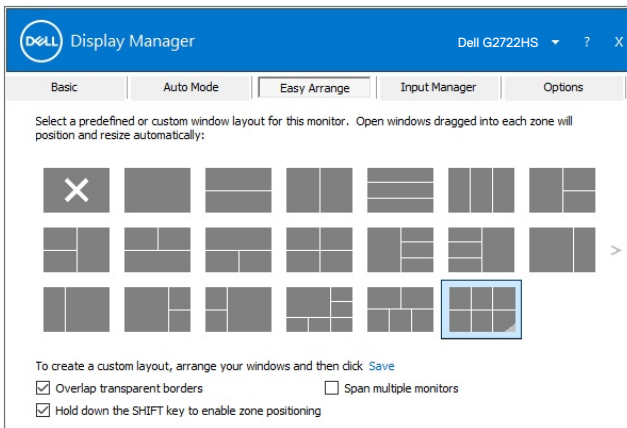 DELL Display Manager Dell G2722HS ? X
Basic Auto Mode Easy Arrange Input Manager Options
Select a predefined or custom window layout for this monitor. Open windows dragged into each zone will
position and resize automatically:
>
To create a custom layout, arrange your windows and then click Save
Overlap transparent borders Span multiple monitors
Hold down the SHIFT key to enable zone positioning